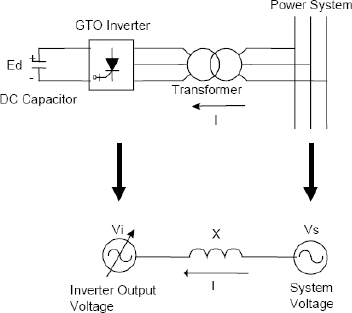 Power System
GTO Inverter
Ed
+
-
DC Capacitor
Transformer
I
Vi
X
Vs
I
Inverter Output
Voltage
System
Voltage